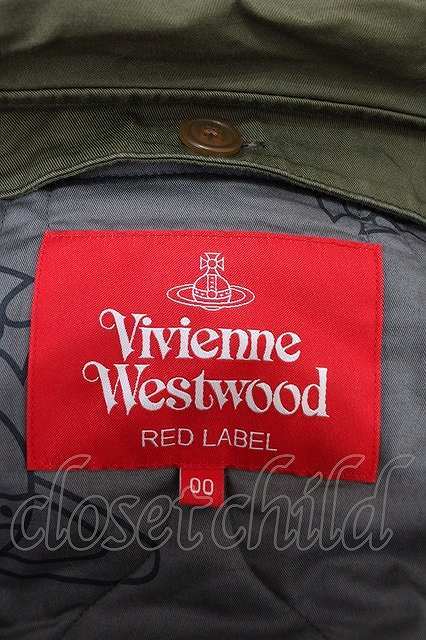 Vivienne
Westwood
RED LABEL
00
closet child